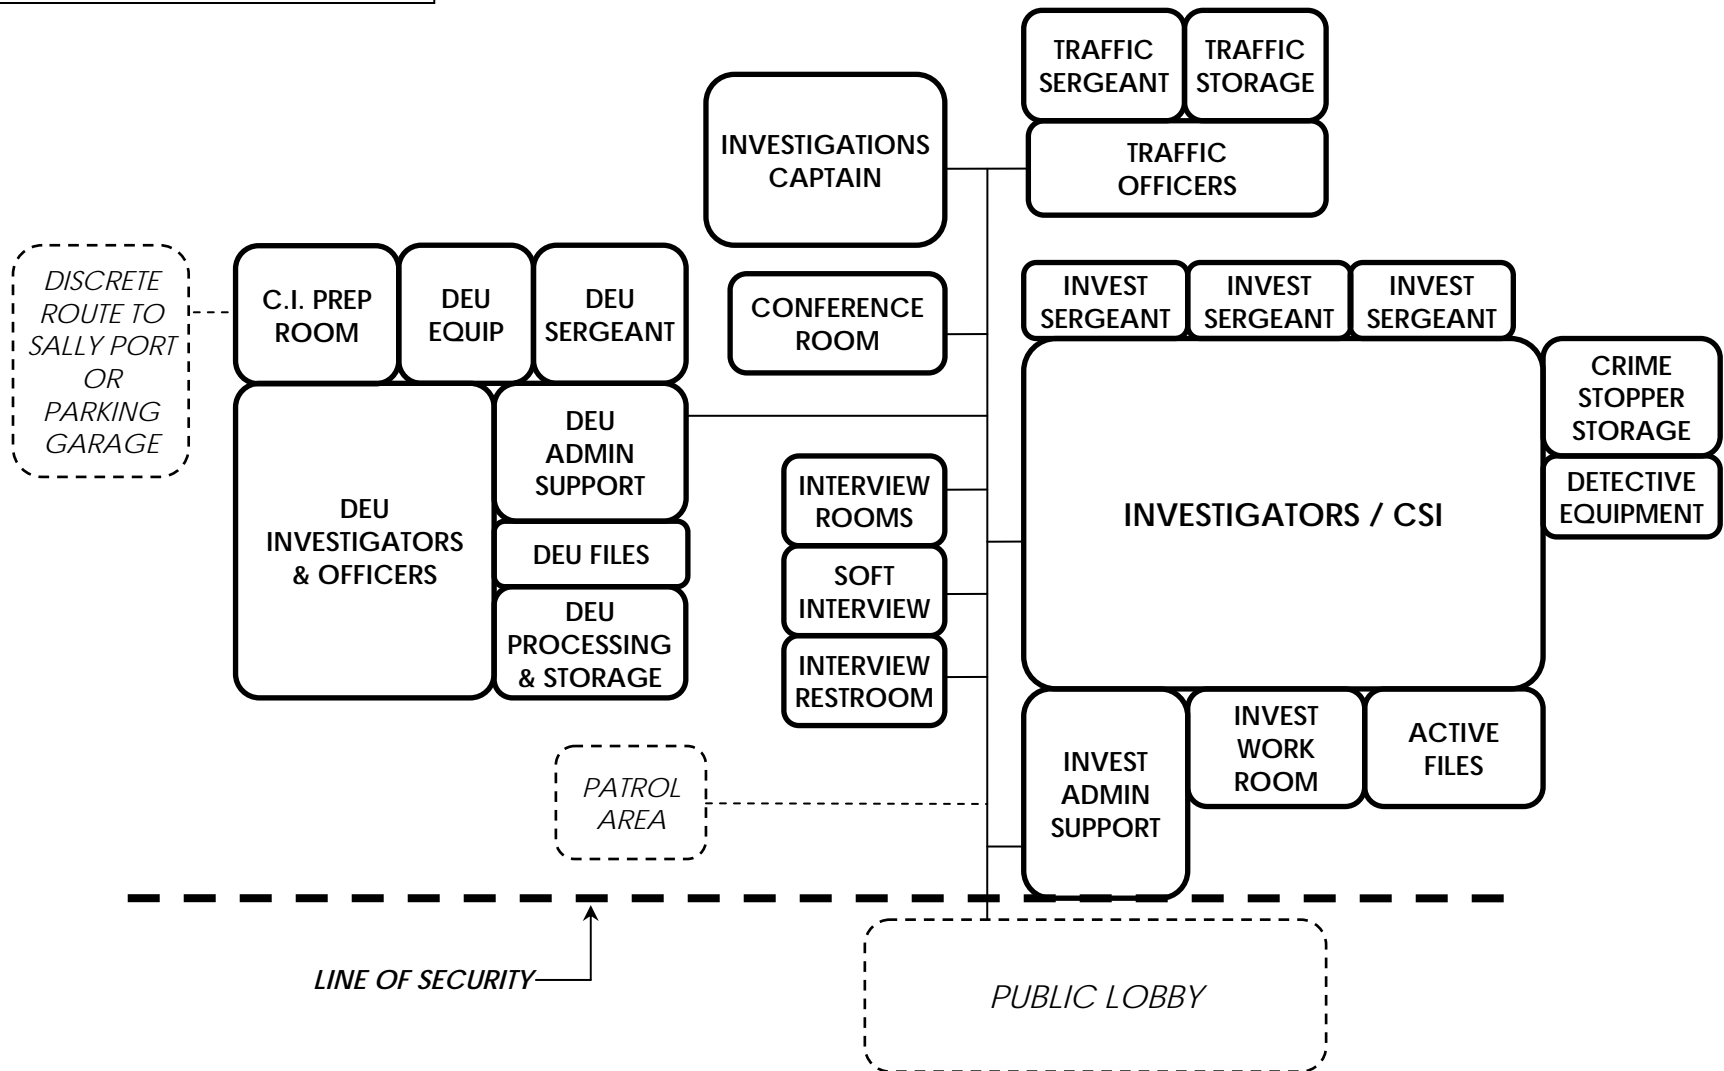 TRAFFIC
SERGEANT
TRAFFIC
STORAGE
INVESTIGATIONS
CAPTAIN
TRAFFIC
OFFICERS
DISCRETE
ROUTE TO
SALLY PORT
OR
PARKING
GARAGE
C.I. PREP
ROOM
DEU
EQUIP
DEU
SERGEANT
CONFERENCE
ROOM
INVEST
SERGEANT
INVEST
SERGEANT
INVEST
SERGEANT
CRIME
STOPPER
STORAGE
DETECTIVE
EQUIPMENT
DEU
ADMIN
SUPPORT
DEU
INVESTIGATORS
& OFFICERS
DEU FILES
DEU
PROCESSING
& STORAGE
INTERVIEW
ROOMS
SOFT
INTERVIEW
INTERVIEW
RESTROOM
INVESTIGATORS / CSI
INVEST
ADMIN
SUPPORT
INVEST
WORK
ROOM
ACTIVE
FILES
PATROL
AREA
LINE OF SECURITY
PUBLIC LOBBY